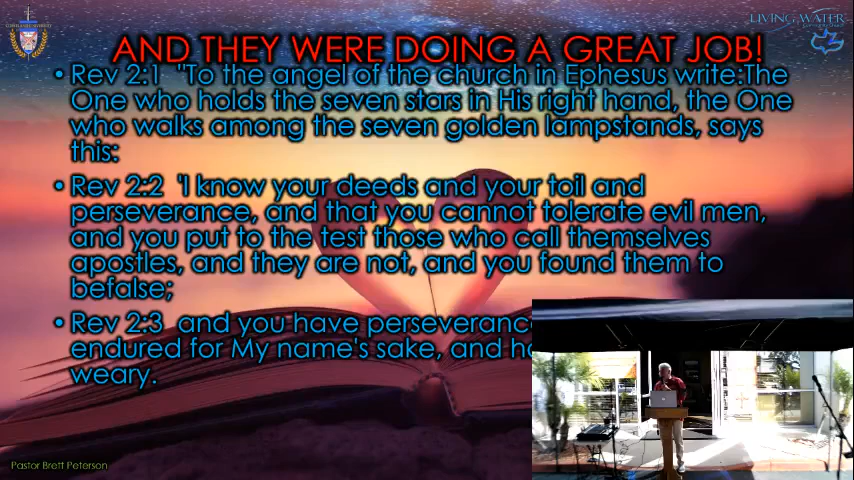 LIVING WATER
AND THEY WERE DOING A GREAT JOB!
• Rev 2:1 "To the angel of the church in Ephesus write:The
One who holds the seven stars in His right hand, the One
who walks among the seven golden lampstands, says
this:
• Rev 2:2 'I know your deeds and your toil and
perseverance, and that you cannot tolerate evil men,
and you put to the test those who call themselves
apostles, and they are not, and you found them to
befalse;
• Rev 2:3 and you have perseveranc
endured for My name's sake, and h
weary.
Pastor Brett Peterson